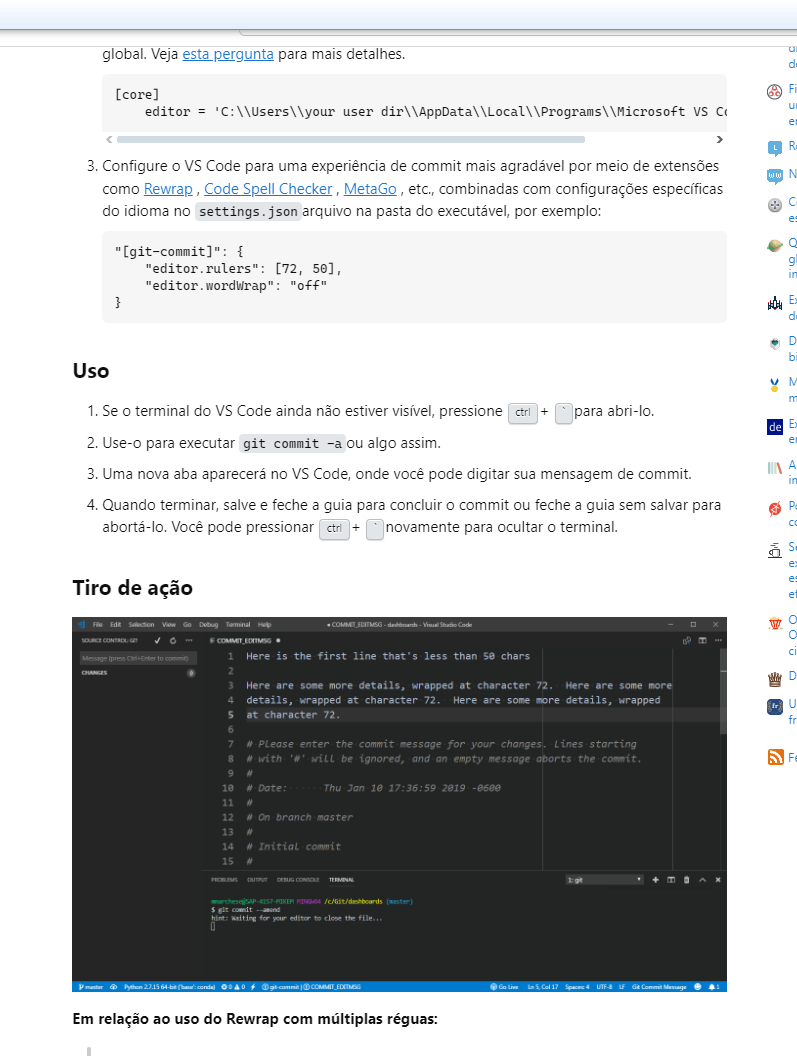 global. Veja esta pergunta para mais detalhes.
[core]
editor = 'C:\\Users\\your user dir\\AppData\\Local\\Programs\\Microsoft VS Co
3. Configure o VS Code para uma experiência de commit mais agradável por meio de extensões
como Rewrap , Code Spell Checker , MetaGo , etc., combinadas com configurações específicas
do idioma no settings.json arquivo na pasta do executável, por exemplo:
"[git-commit]": {
"editor.rulers": [72, 50],
"editor.wordWrap": "off"
}
Uso
1. Se o terminal do VS Code ainda não estiver visível, pressione ctrl + ` para abri-lo.
2. Use-o para executar git commit -a ou algo assim.
3. Uma nova aba aparecerá no VS Code, onde você pode digitar sua mensagem de commit.
4. Quando terminar, salve e feche a guia para concluir o commit ou feche a guia sem salvar para
abortá-lo. Você pode pressionar ctrl + ` novamente para ocultar o terminal.
Tiro de ação
File Edit Selection View Go Debug Terminal Help ● COMMIT_EDITMSG - dashboards - Visual Studio Code
SOURCE CONTROL: GIT COMMIT_EDITMSG ●
Message (press Ctrl+Enter to commit)
CHANGES 0
1 Here is the first line that's less than 50 chars
2
3 Here are some more details, wrapped at character 72. Here are some more
4 details, wrapped at character 72. Here are some more details, wrapped
5 at character 72.
6
7 # Please enter the commit message for your changes. Lines starting
8 # with '#' will be ignored, and an empty message aborts the commit.
9 #
10 # Date: Thu Jan 10 17:36:59 2019 -0600
11 #
12 # On branch master
13 #
14 # Initial commit
15 #
PROBLEMS OUTPUT DEBUG CONSOLE TERMINAL 1: git
MINGW64 /c/Git/dashboards (master)
$ git commit --amend
hint: Waiting for your editor to close the file...
master Python 2.7.15 64-bit ('base': conda) 0 0 git-commit | COMMIT_EDITMSG Go Live Ln 5, Col 17 Spaces: 4 UTF-8 LF Git Commit Message 1
Em relação ao uso do Rewrap com múltiplas réguas: